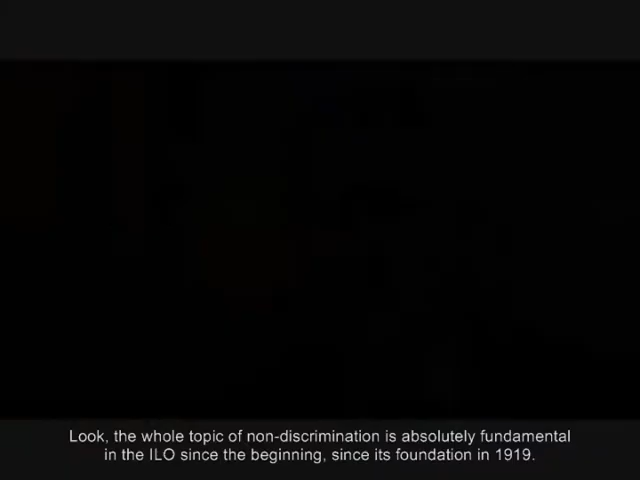 Look, the whole topic of non-discrimination is absolutely fundamental
in the ILO since the beginning, since its foundation in 1919.